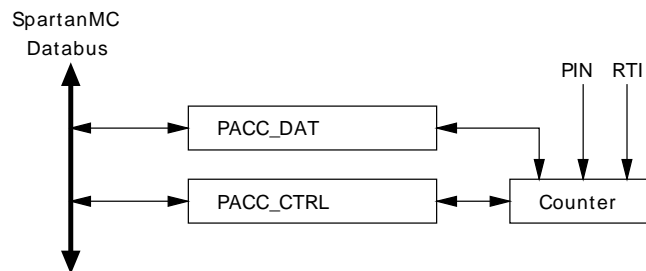 SpartanMC
Databus
PIN RTI
PACC_DAT
PACC_CTRL
Counter